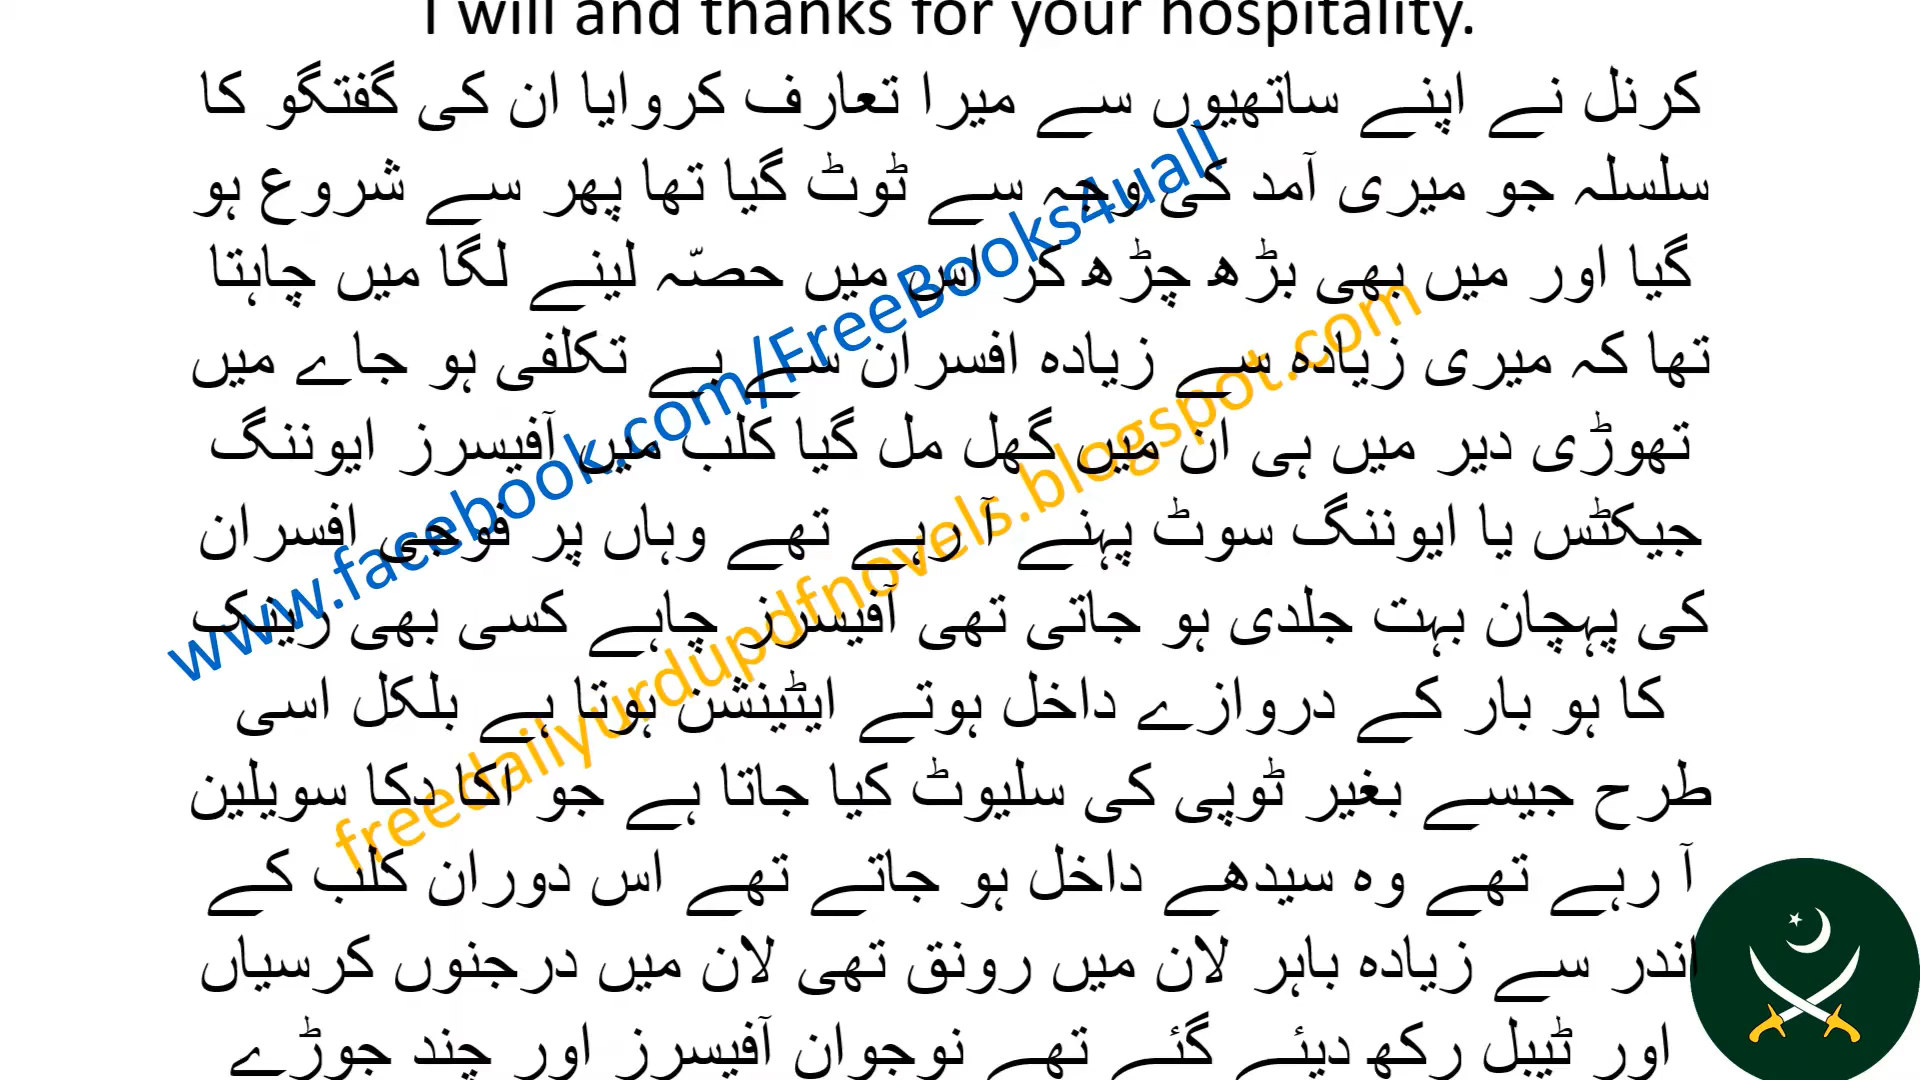 I will and thanks for your hospitality.
کرنل نے اپنے ساتھیوں سے میرا تعارف کروایا ان کی گفتگو کا
سلسلہ جو میری آمد کی وجہ سے ٹوٹ گیا تھا پھر سے شروع ہو
گیا اور میں بھی بڑھ چڑھ کر اس میں حصّہ لینے لگا میں چاہتا
تھا کہ میری زیادہ سے زیادہ افسران سے بے تکلفی ہو جاے میں
تھوڑی دیر میں ہی ان میں گھل مل گیا کلب میں آفیسرز ایوننگ
جیکٹس یا ایوننگ سوٹ پہنے آ رہے تھے وہاں پر فوجی افسران
کی پہچان بہت جلدی ہو جاتی تھی آفیسرز چاہے کسی بھی رینک
کا ہو بار کے دروازے داخل ہوتے ایٹینشن ہوتا ہے بلکل اسی
طرح جیسے بغیر ٹوپی کی سلیوٹ کیا جاتا ہے جو اکا دکا سویلین
آ رہے تھے وہ سیدھے داخل ہو جاتے تھے اس دوران کلب کے
اندر سے زیادہ باہر لان میں رونق تھی لان میں درجنوں کرسیاں
اور ٹیبل رکھ دیئے گئے تھے نوجوان آفیسرز اور چند جوڑے
www.facebook.com/FreeBooks4uall
freedailyurdupdfnovels.blogspot.com